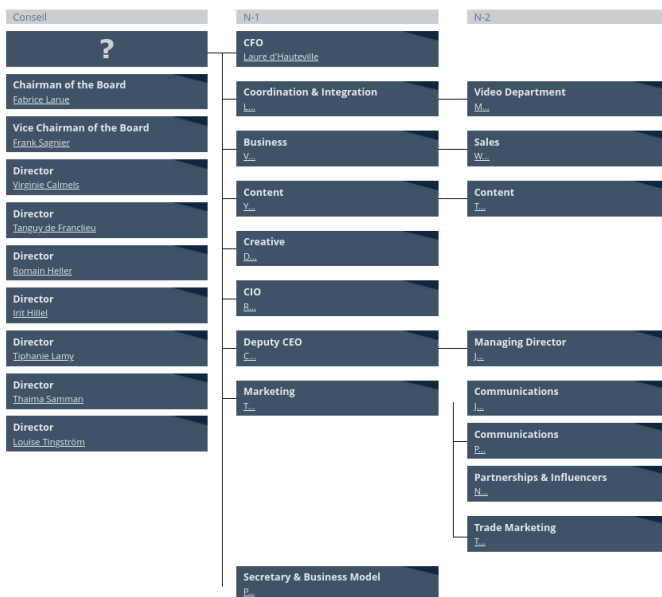 Conseil
?
Chairman of the Board
Fabrice Larue
Vice Chairman of the Board
Frank Sagnier
Director
Virginie Calmels
Director
Tanguy de Franclieu
Director
Romain Heller
Director
Irit Hillel
Director
Tiphanie Lamy
Director
Thaima Samman
Director
Louise Tingström
N-1
CFO
Laure d'Hauteville
Coordination & Integration
L...
Business
V...
Content
Y...
Creative
D...
CIO
R...
Deputy CEO
C...
Marketing
T...
Secretary & Business Model
P...
N-2
Video Department
M...
Sales
W...
Content
T...
Managing Director
J...
Communications
J...
Communications
P...
Partnerships & Influencers
N...
Trade Marketing
T...